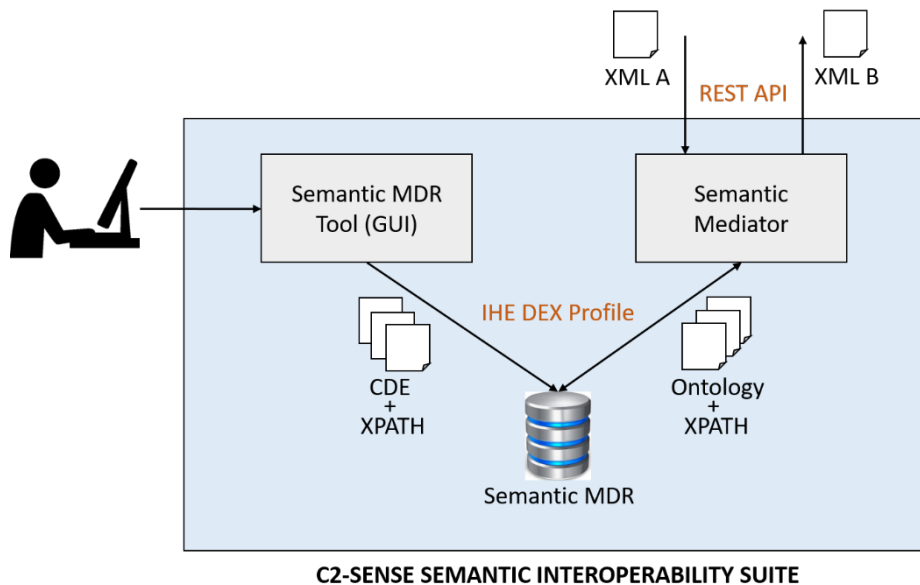 XML A
XML B
REST API
Semantic MDR
Tool (GUI)
Semantic
Mediator
IHE DEX Profile
CDE
+
XPATH
Ontology
+
XPATH
Semantic MDR
C2-SENSE SEMANTIC INTEROPERABILITY SUITE